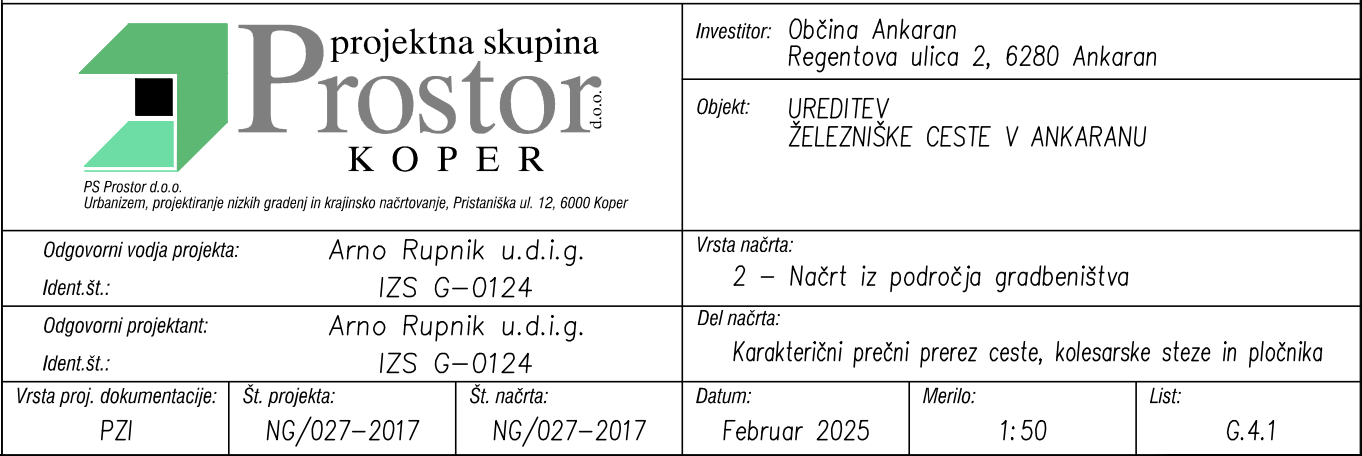 projektna skupina
Prostor d.o.o.
KOPER
PS Prostor d.o.o.
Urbanizem, projektiranje nizkih gradenj in krajinsko načrtovanje, Pristaniška ul. 12, 6000 Koper
Investitor: Občina Ankaran
Regentova ulica 2, 6280 Ankaran
Objekt: UREDITEV
ŽELEZNIŠKE CESTE V ANKARANU
Odgovorni vodja projekta: Arno Rupnik u.d.i.g.
Ident.št.: IZS G-0124
Vrsta načrta:
2 - Načrt iz področja gradbeništva
Odgovorni projektant: Arno Rupnik u.d.i.g.
Ident.št.: IZS G-0124
Del načrta:
Karakterični prečni prerez ceste, kolesarske steze in pločnika
Vrsta proj. dokumentacije: Št. projekta: Št. načrta: Datum: Merilo: List:
PZI NG/027-2017 NG/027-2017 Februar 2025 1:50 G.4.1